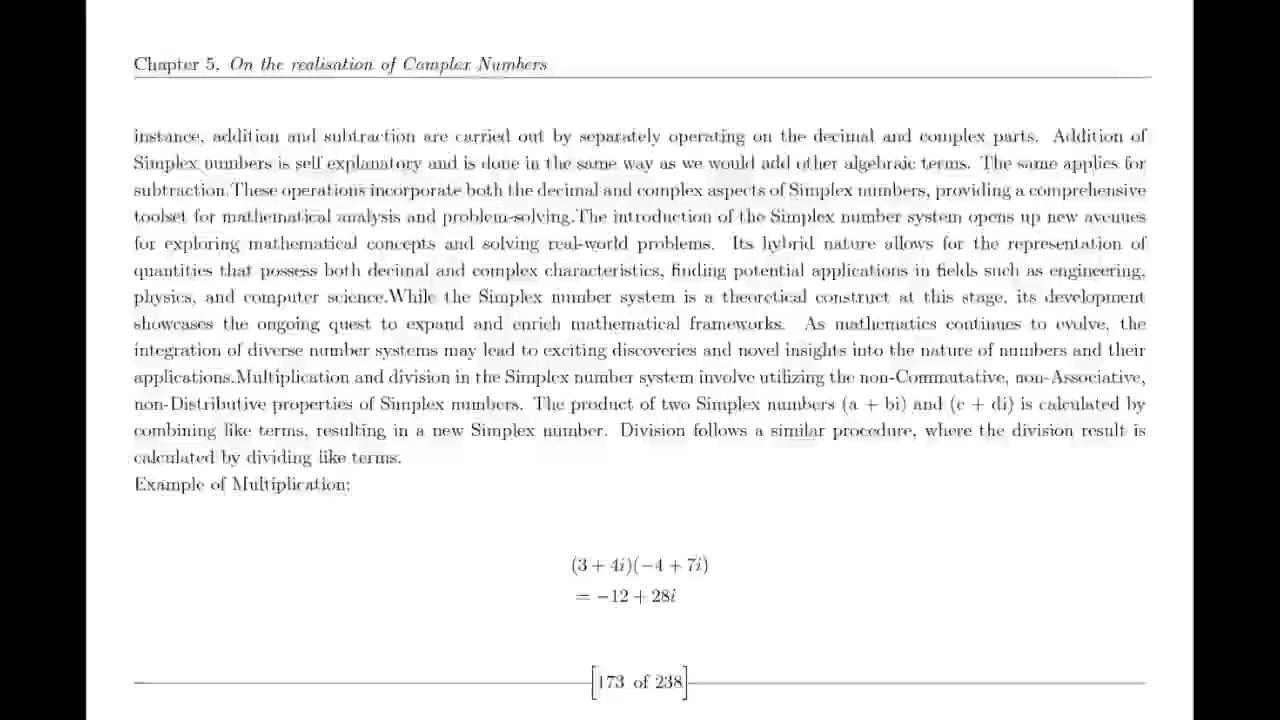 Chapter 5. On the realisation of Complex Numbers
instance, addition and subtraction are carried out by separately operating on the decimal and complex parts. Addition of
Simplex numbers is self explanatory and is done in the same way as we would add other algebraic terms. The same applies for
subtraction.These operations incorporate both the decimal and complex aspects of Simplex numbers, providing a comprehensive
toolset for mathematical analysis and problem-solving.The introduction of the Simplex number system opens up new avenues
for exploring mathematical concepts and solving real-world problems. Its hybrid nature allows for the representation of
quantities that possess both decimal and complex characteristics, finding potential applications in fields such as engineering,
physics, and computer science.While the Simplex number system is a theoretical construct at this stage, its development
showcases the ongoing quest to expand and enrich mathematical frameworks. As mathematics continues to evolve, the
integration of diverse number systems may lead to exciting discoveries and novel insights into the nature of numbers and their
applications.Multiplication and division in the Simplex number system involve utilizing the non-Commutative, non-Associative,
non-Distributive properties of Simplex numbers. The product of two Simplex numbers (a + bi) and (c + di) is calculated by
combining like terms, resulting in a new Simplex number. Division follows a similar procedure, where the division result is
calculated by dividing like terms.
Example of Multiplication:
(3 + 4i)(−4 + 7i)
= −12 + 28i
173 of 238